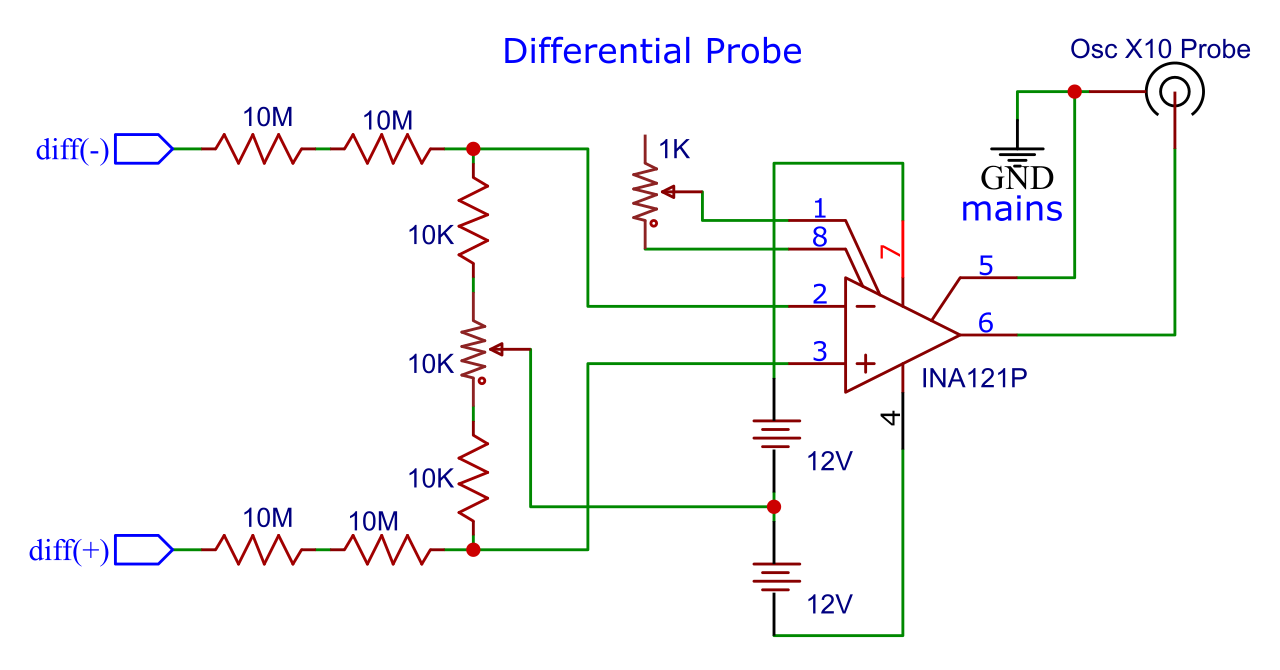 Differential Probe
Osc X10 Probe
10M
10M
diff(-)
1K
GND
mains
1
8
7
10K
5
2
6
3
10K
INA121P
4
12V
10K
10M
10M
diff(+)
12V